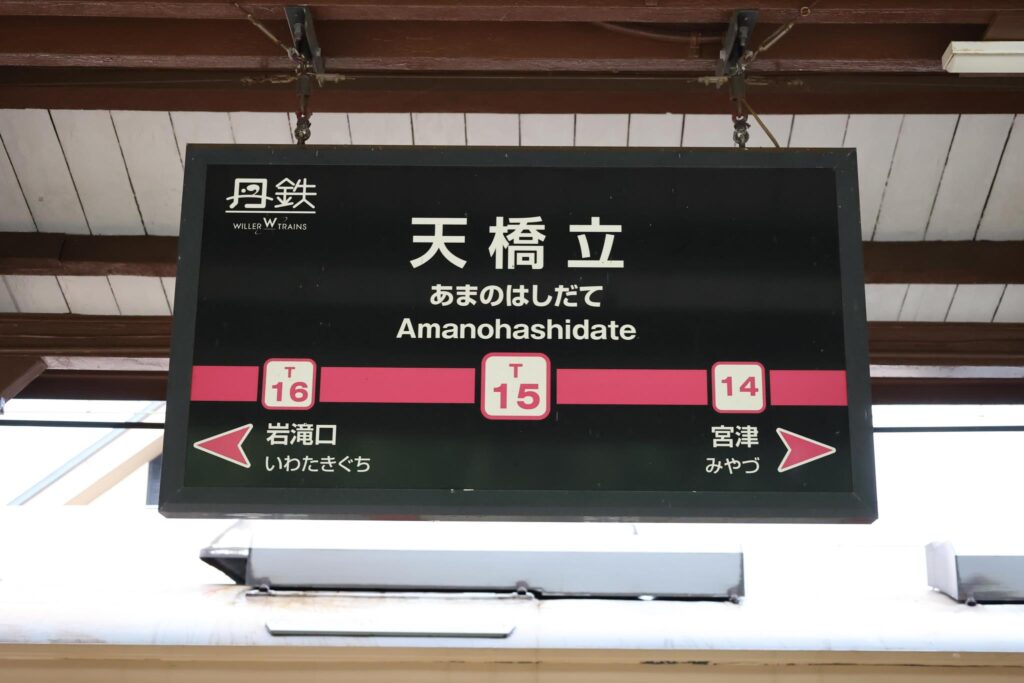 丹鉄
WILLER TRAINS
天橋立
あまのはしだて
Amanohashidate
T 16
T 15
14
岩滝口
いわたきぐち
宮津
みやづ